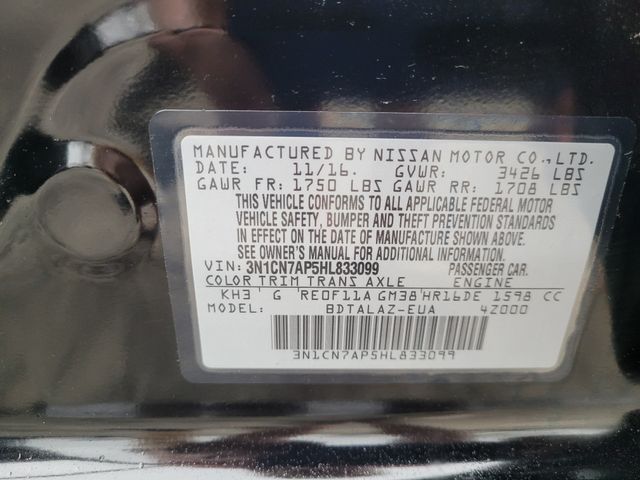 MANUFACTURED BY NISSAN MOTOR CO., LTD.
DATE: 11/16. GVWR: 3426 LBS
GAWR FR: 1750 LBS GAWR RR: 1708 LBS
THIS VEHICLE CONFORMS TO ALL APPLICABLE FEDERAL MOTOR
VEHICLE SAFETY, BUMPER AND THEFT PREVENTION STANDARDS
IN EFFECT ON THE DATE OF MANUFACTURE SHOWN ABOVE.
SEE OWNER'S MANUAL FOR ADDITIONAL INFORMATION.
VIN: 3N1CN7AP5HL833099 PASSENGER CAR.
COLOR TRIM TRANS AXLE ENGINE
KH3 G RE0F11A GM38 HR16DE 1598 CC
MODEL: BDTALAZ-EUA 4Z000
3N1CN7AP5HL833099